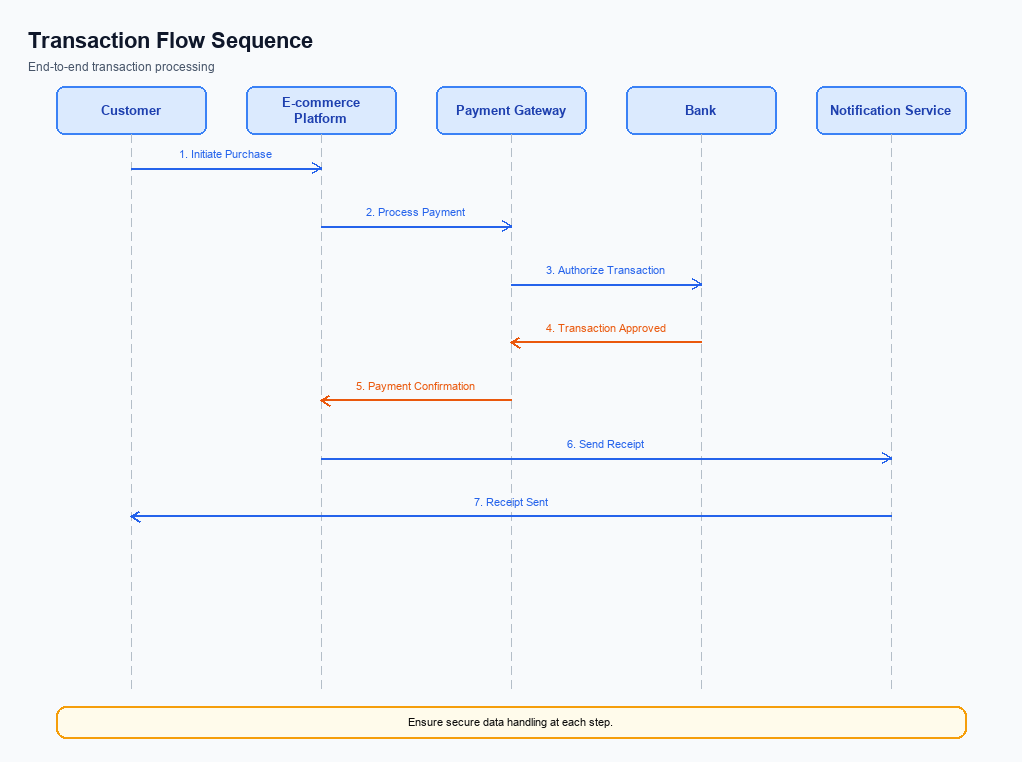 Transaction Flow Sequence
End-to-end transaction processing
Customer
E-commerce
Platform
Payment Gateway
Bank
Notification Service
1. Initiate Purchase
2. Process Payment
3. Authorize Transaction
4. Transaction Approved
5. Payment Confirmation
6. Send Receipt
7. Receipt Sent
Ensure secure data handling at each step.